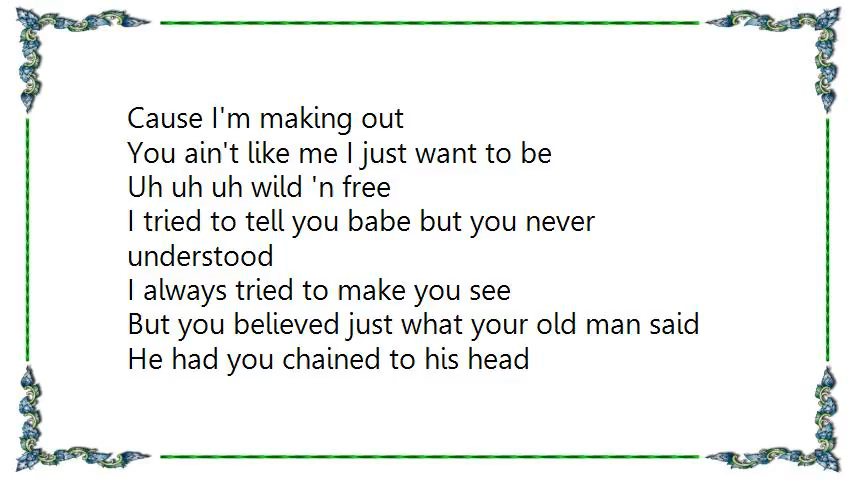 Cause I'm making out
You ain't like me I just want to be
Uh uh uh wild 'n free
I tried to tell you babe but you never
understood
I always tried to make you see
But you believed just what your old man said
He had you chained to his head